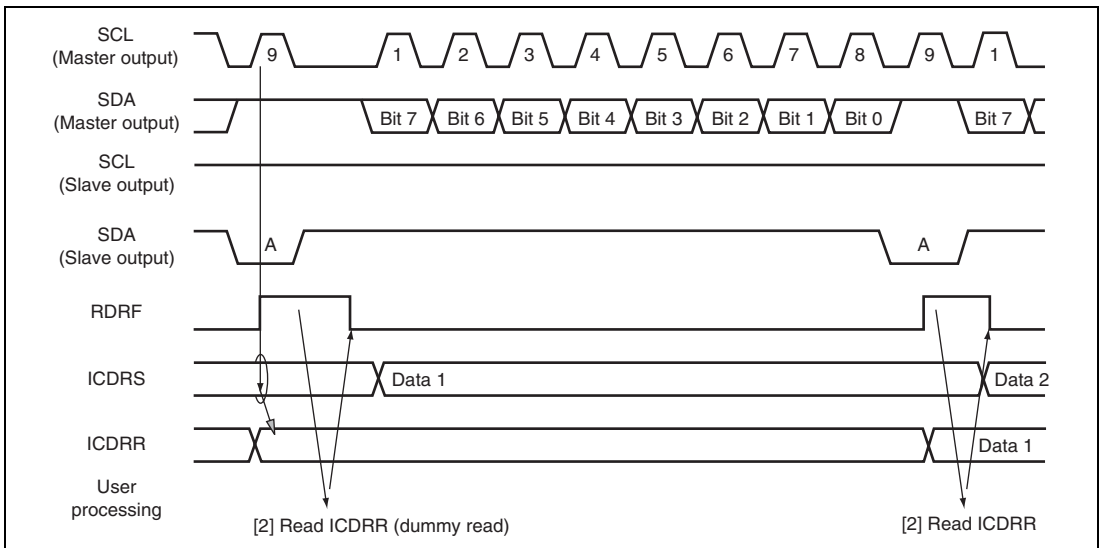 SCL
(Master output)
9 1 2 3 4 5 6 7 8 9 1
SDA
(Master output)
Bit 7 Bit 6 Bit 5 Bit 4 Bit 3 Bit 2 Bit 1 Bit 0 Bit 7
SCL
(Slave output)
SDA
(Slave output)
A A
RDRF
ICDRS
Data 1 Data 2
ICDRR
Data 1
User
processing
[2] Read ICDRR (dummy read) [2] Read ICDRR